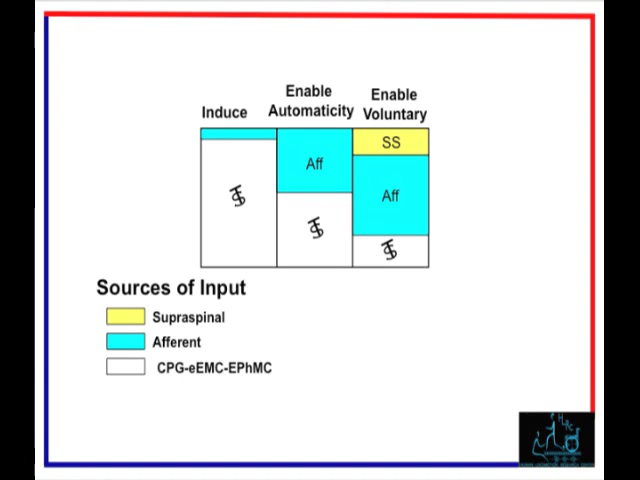 Induce
Enable
Automaticity
Enable
Voluntary
SS
Aff
Aff
Sources of Input
Supraspinal
Afferent
CPG-eEMC-EPhMC